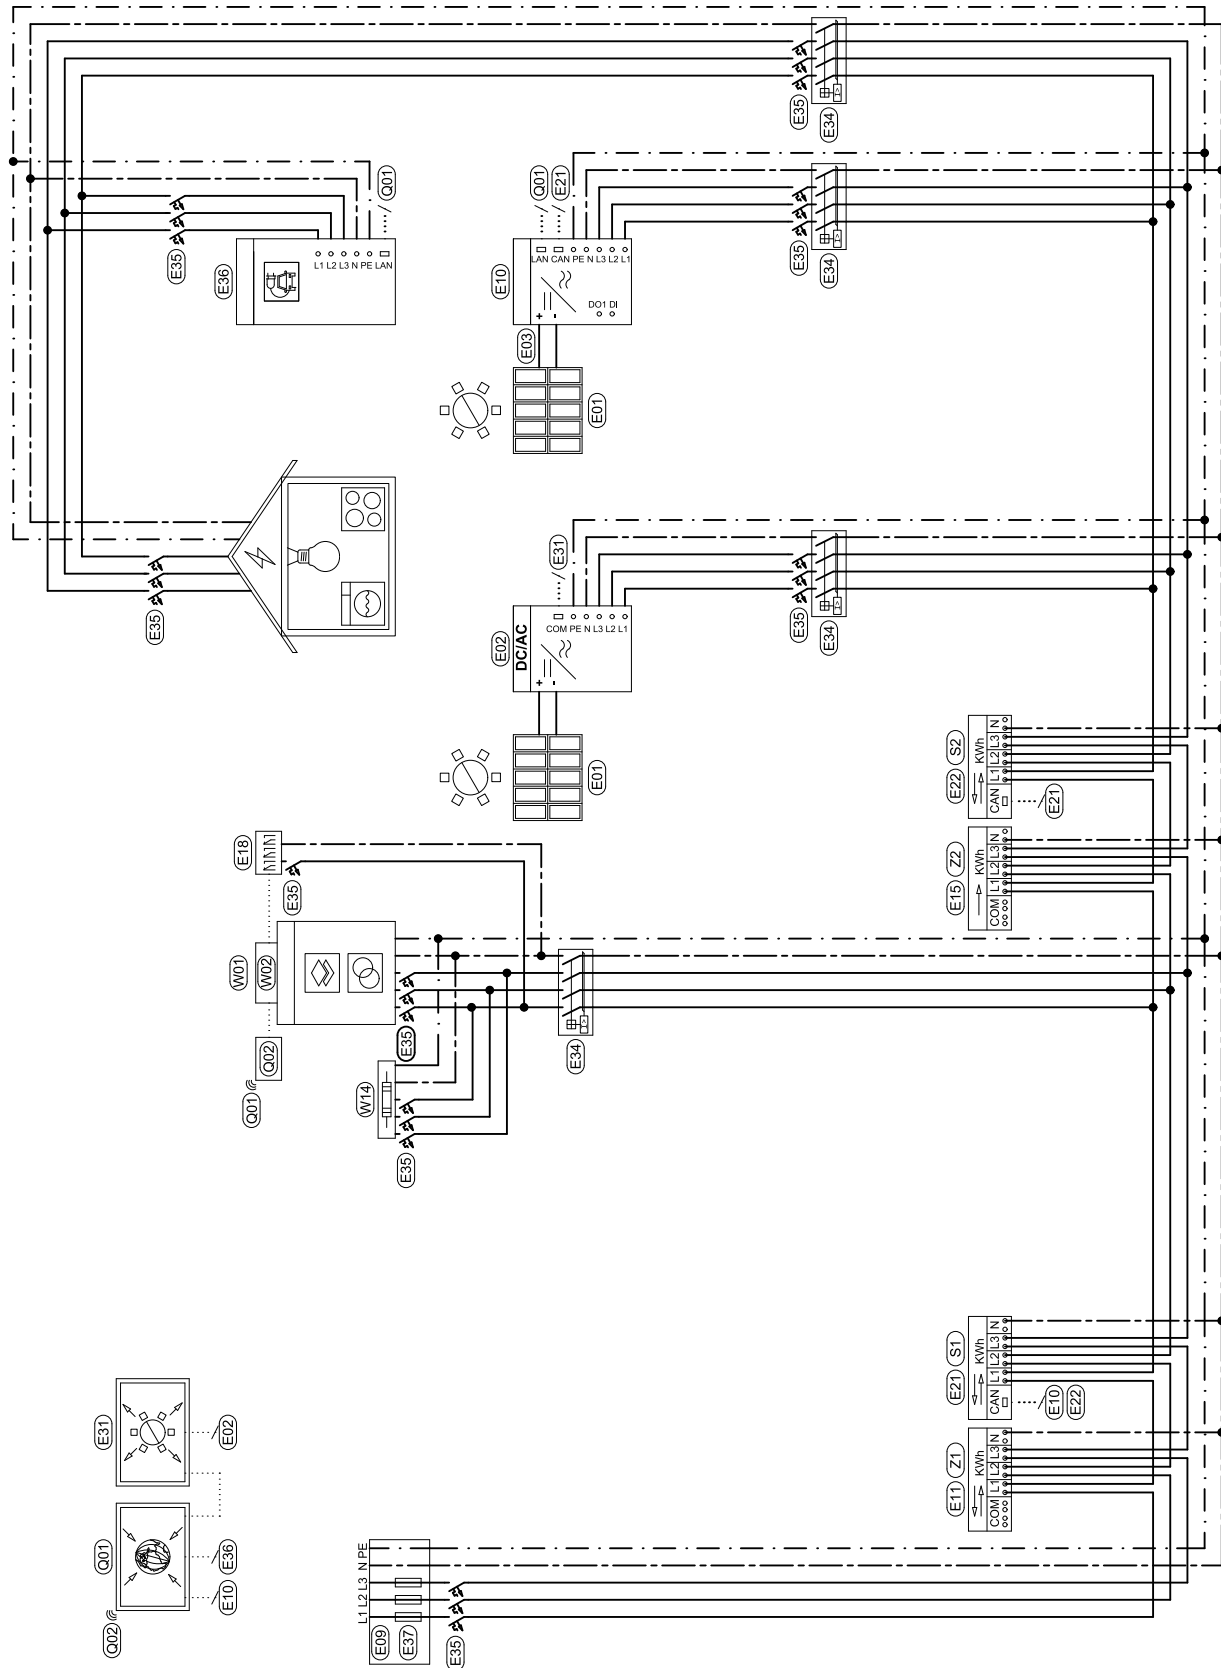 E35
E34
Q01
E35
E36
L1 L2 L3 N PE LAN
Q01
E21
E10
LAN CAN PE N L3 L2 L1
DO1 DI
+
-
E03
E01
E35
E34
E35
E31
E02
DC/AC
COM PE N L3 L2 L1
+
-
E01
E35
E34
S2
E22
KWh
CAN L1 L2 L3 N
E21
Z2
E15
KWh
COM L1 L2 L3 N
E18
E35
W01
W02
Q02
Q01
E35
W14
E35
E34
S1
E21
KWh
CAN L1 L2 L3 N
E10
E22
Z1
E11
KWh
COM L1 L2 L3 N
E31
E02
Q01
Q02
E36
E10
L1 L2 L3 N PE
E09
E37
E35